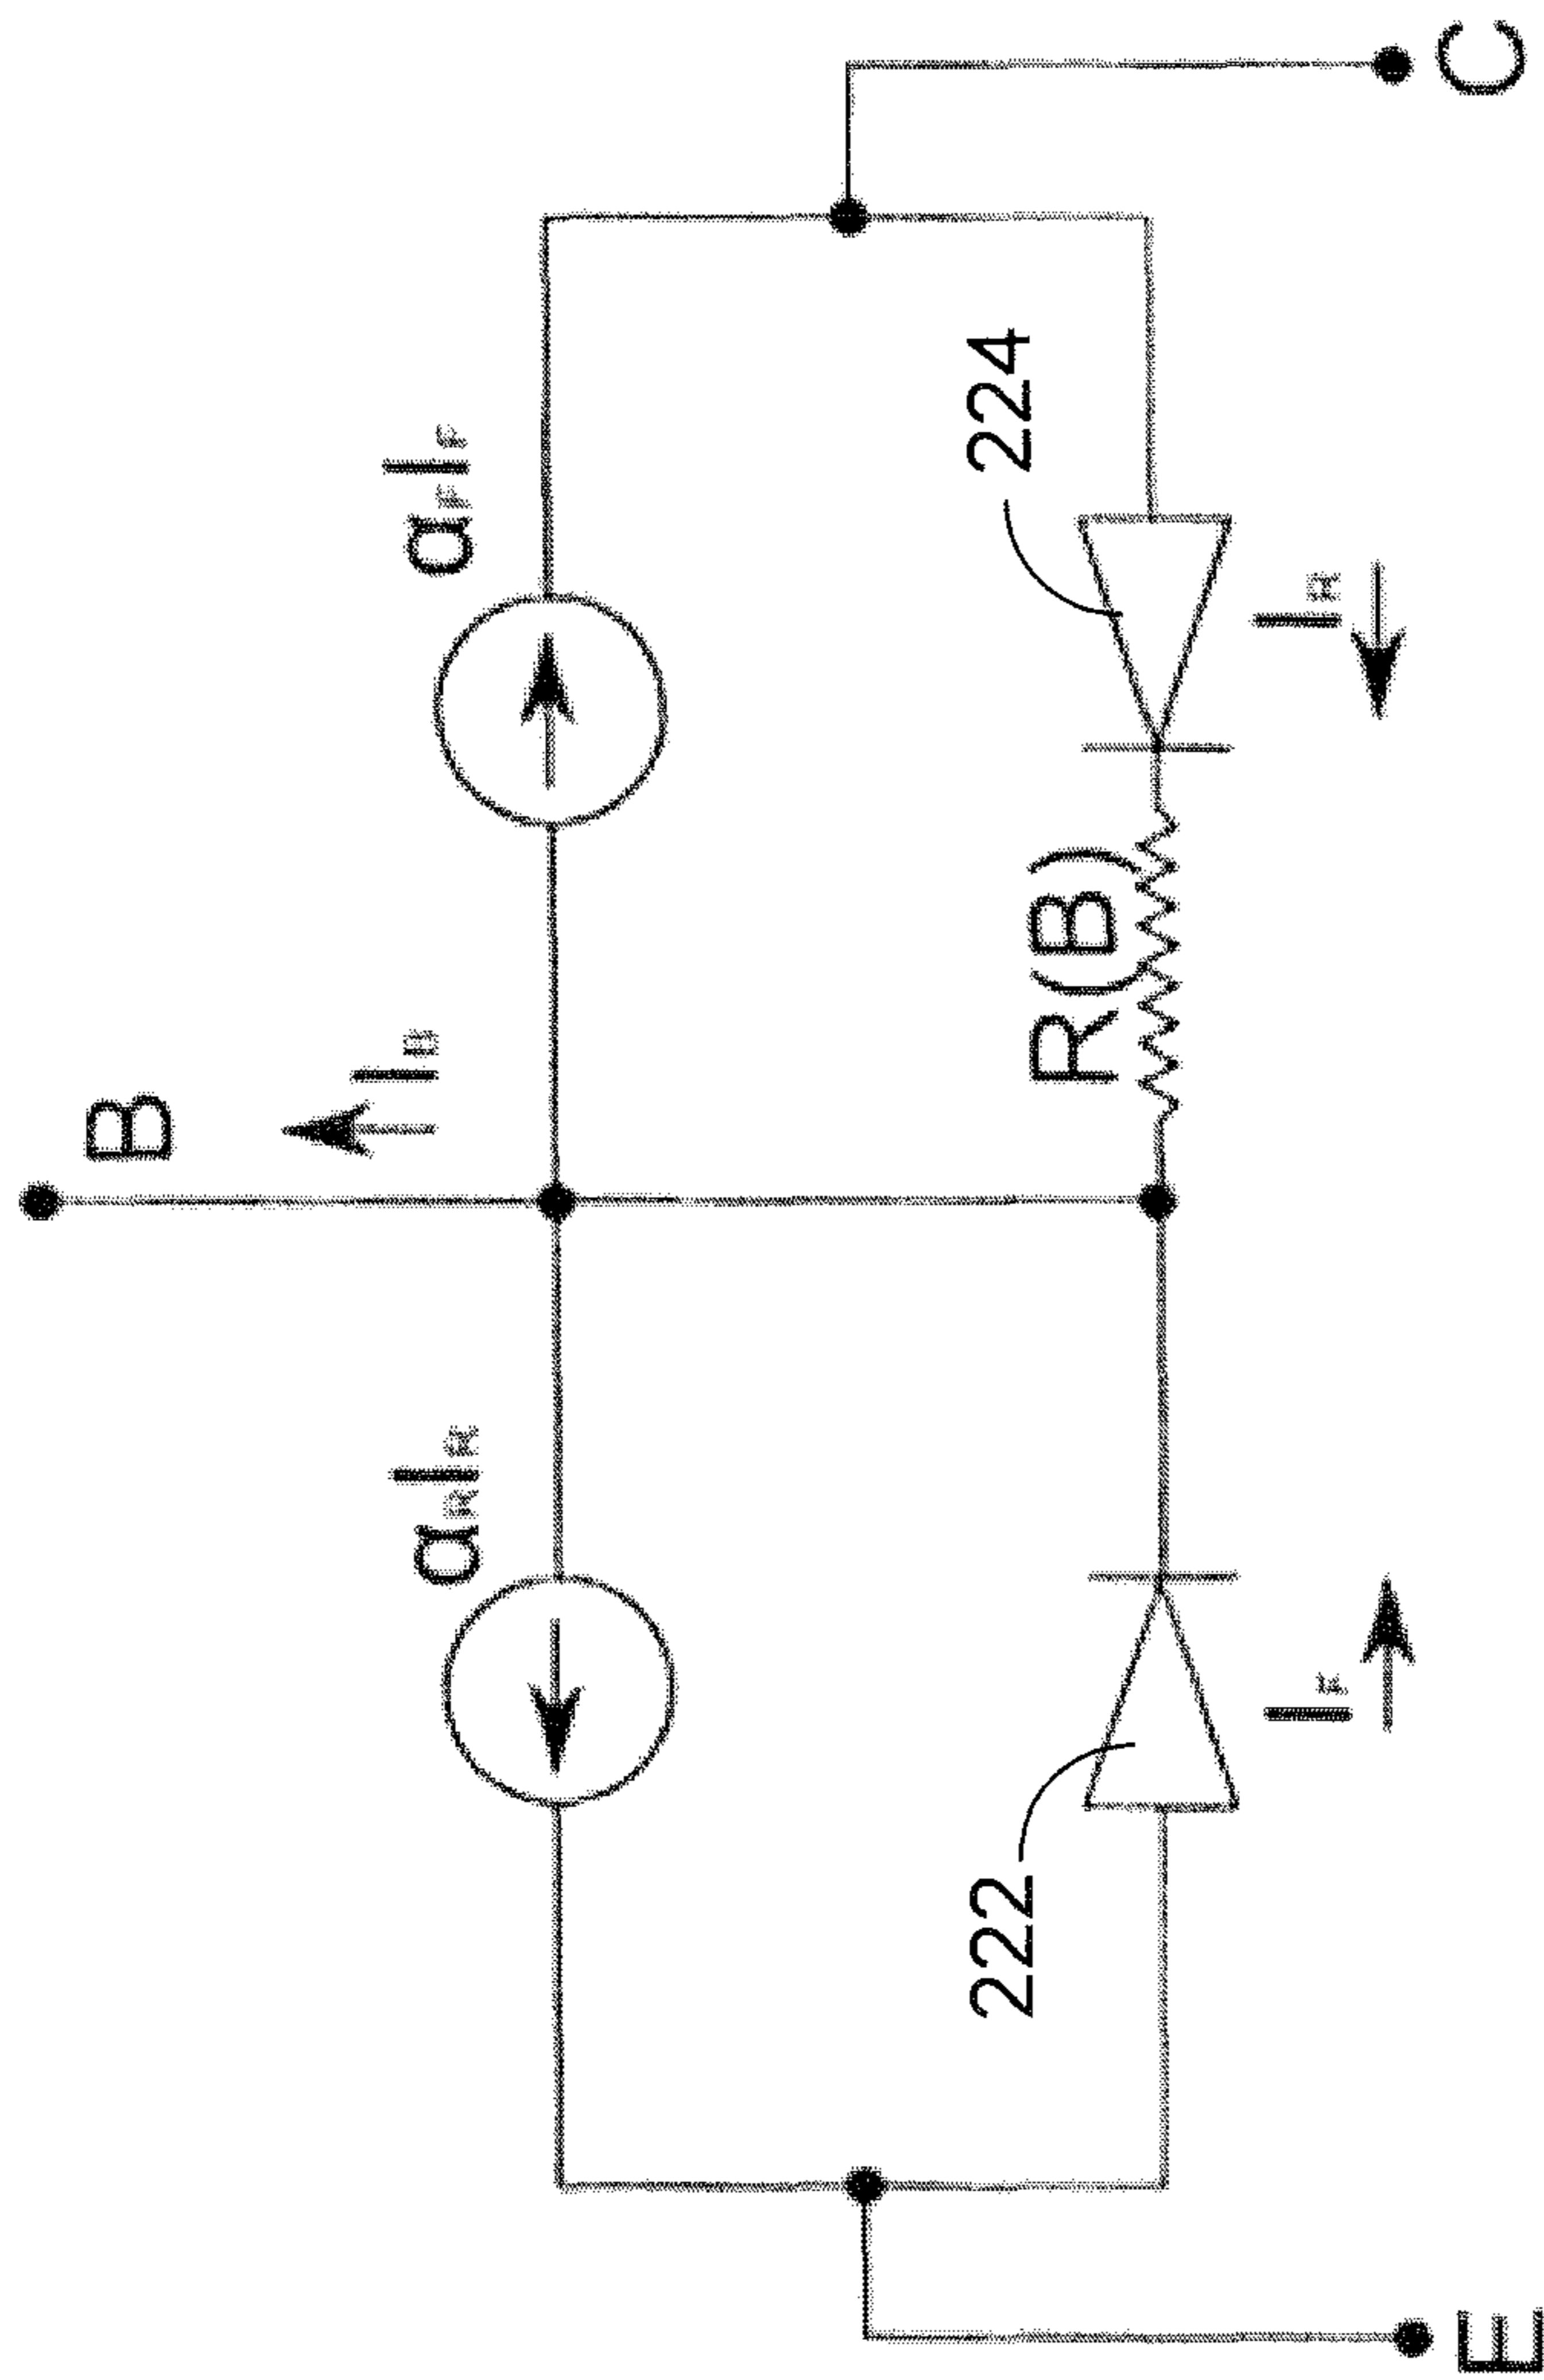 B
I_B
α_R I_R
α_F I_F
R(B)
222
224
I_F
I_R
E
C